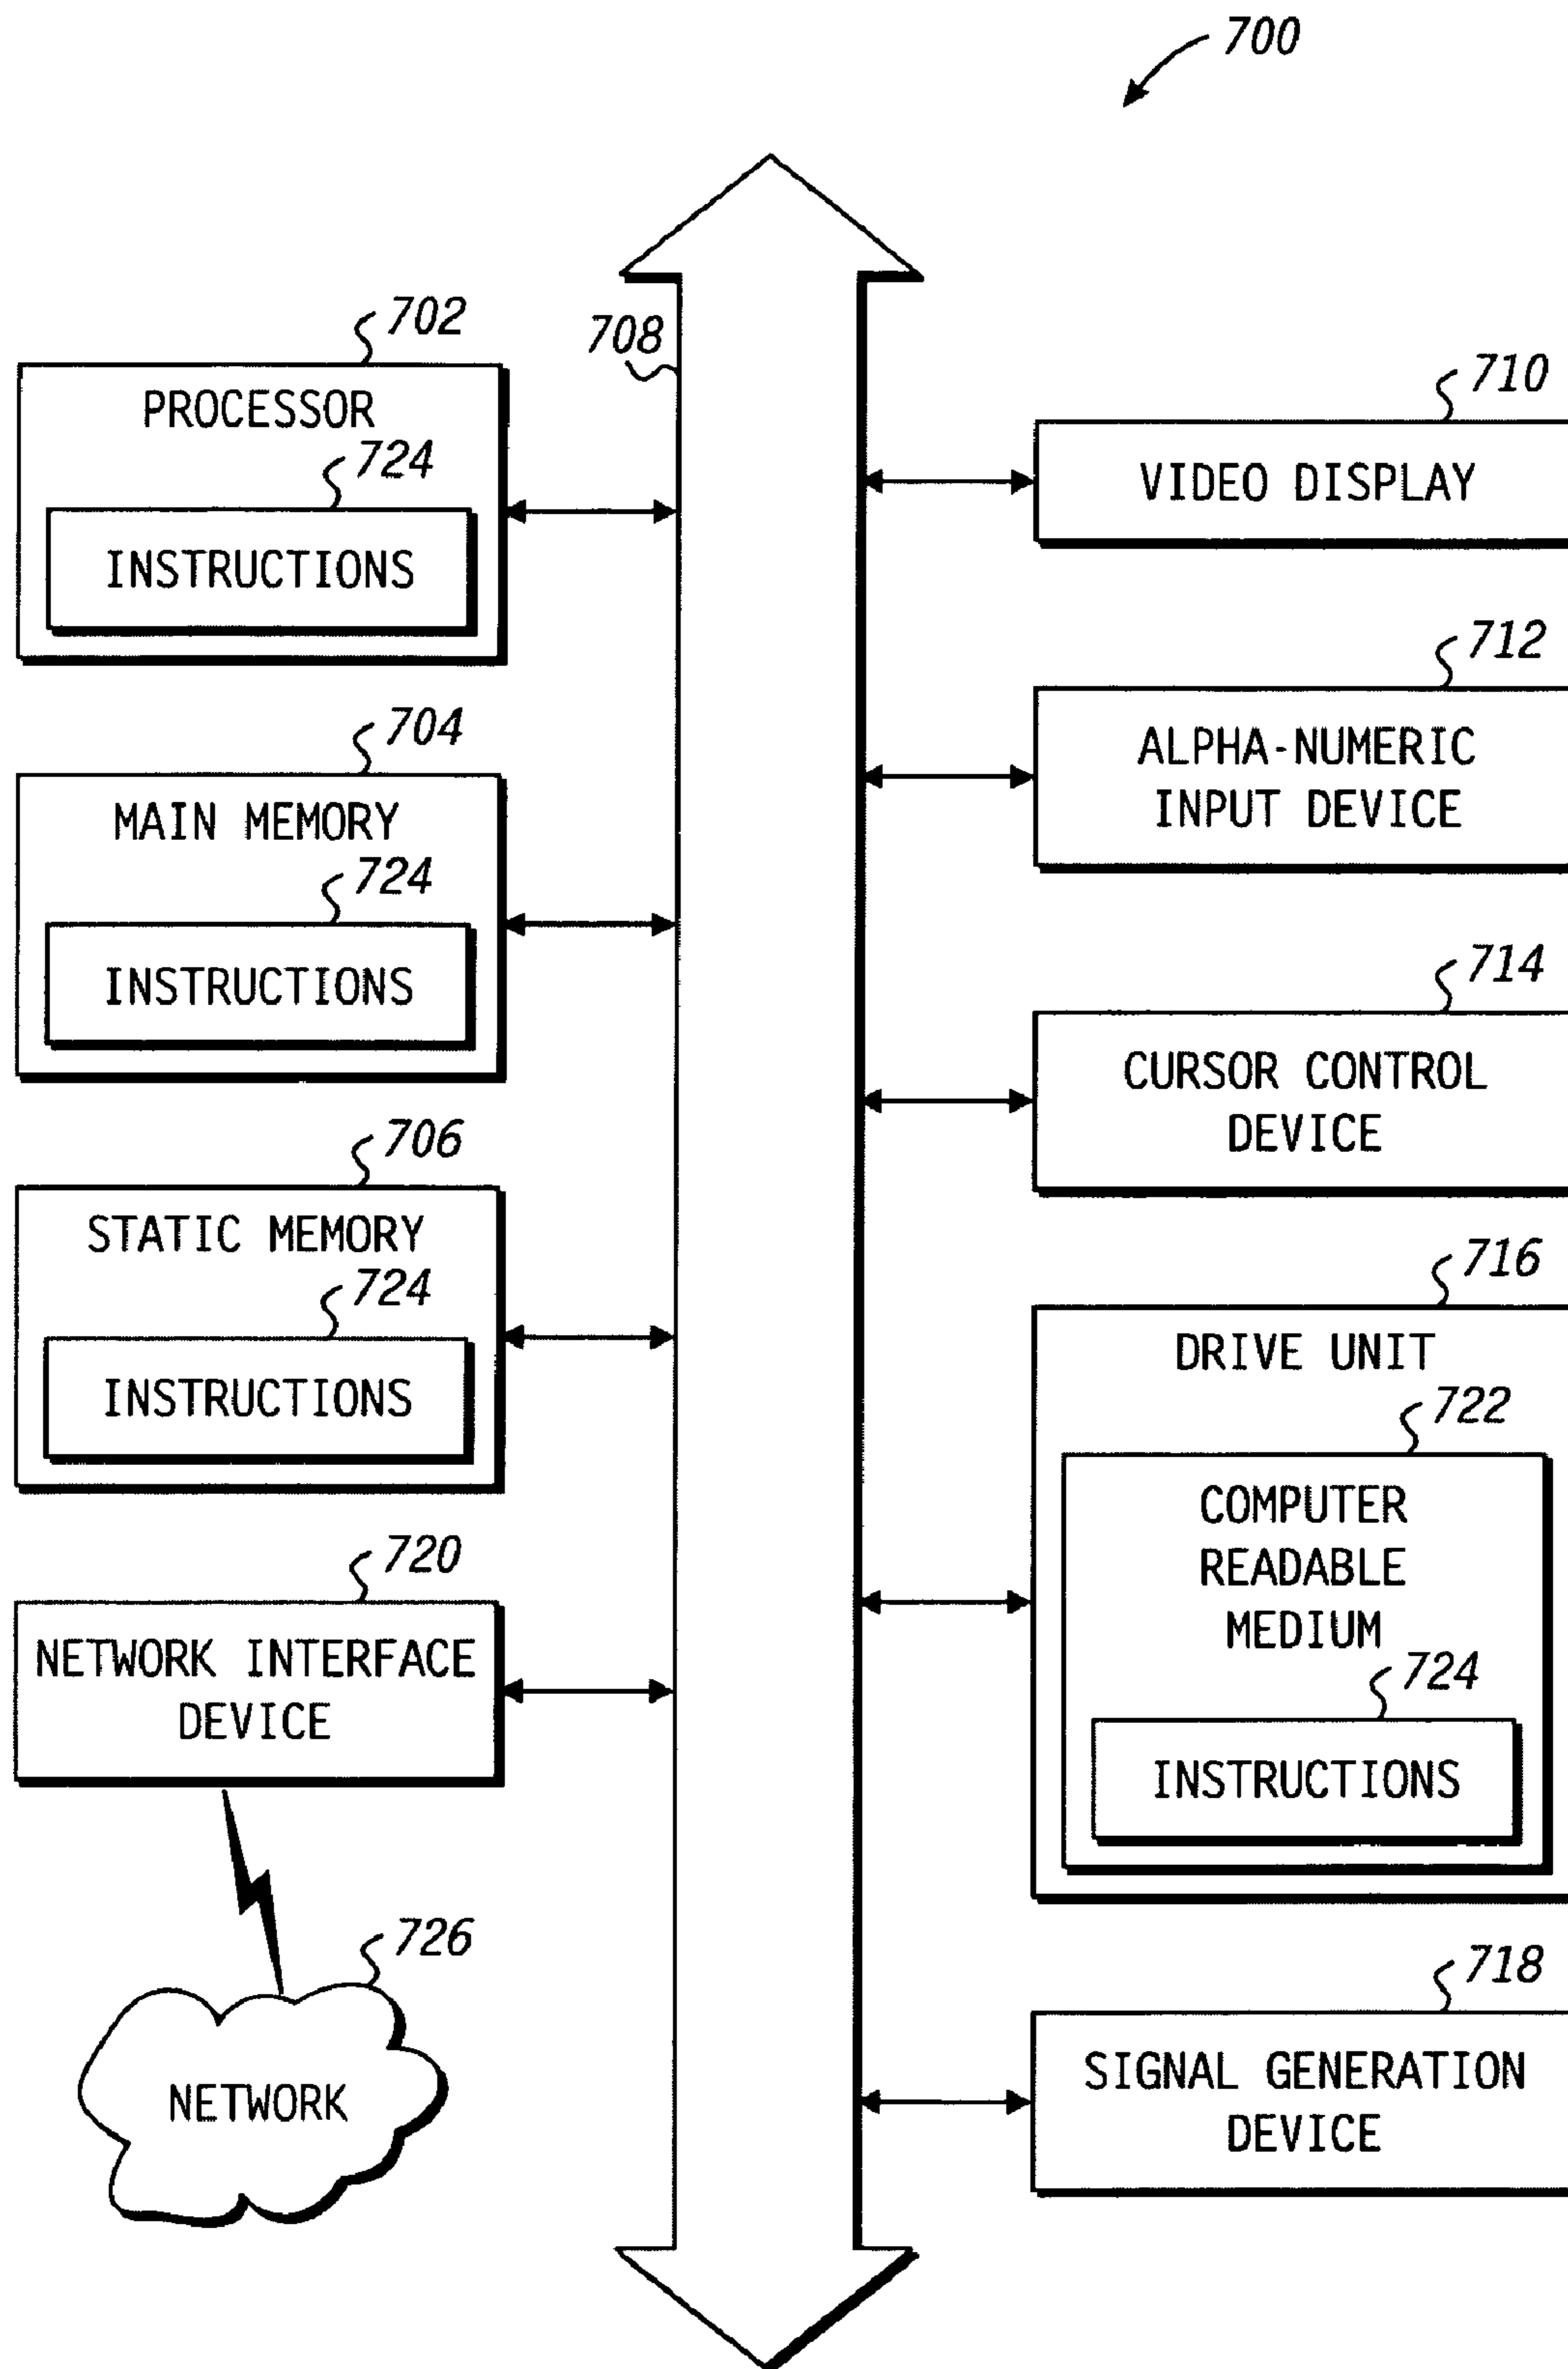 700
702
PROCESSOR
724
INSTRUCTIONS
704
MAIN MEMORY
724
INSTRUCTIONS
706
STATIC MEMORY
724
INSTRUCTIONS
720
NETWORK INTERFACE
DEVICE
726
NETWORK
708
710
VIDEO DISPLAY
712
ALPHA-NUMERIC
INPUT DEVICE
714
CURSOR CONTROL
DEVICE
716
DRIVE UNIT
722
COMPUTER
READABLE
MEDIUM
724
INSTRUCTIONS
718
SIGNAL GENERATION
DEVICE